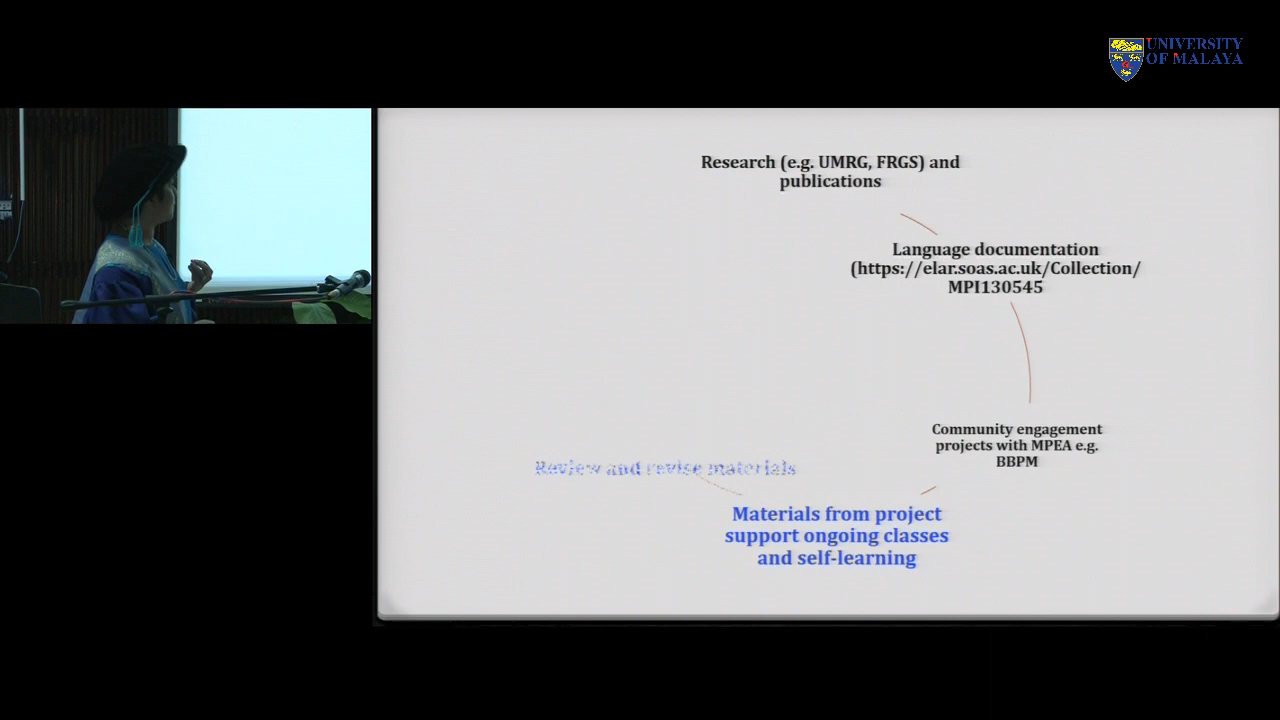 UNIVERSITY
OF MALAYA
Research (e.g. UMRG, FRGS) and
publications
Language documentation
(https://elar.soas.ac.uk/Collection/
MPI130545
Community engagement
projects with MPEA e.g.
BBPM
Review and revise materials
Materials from project
support ongoing classes
and self-learning